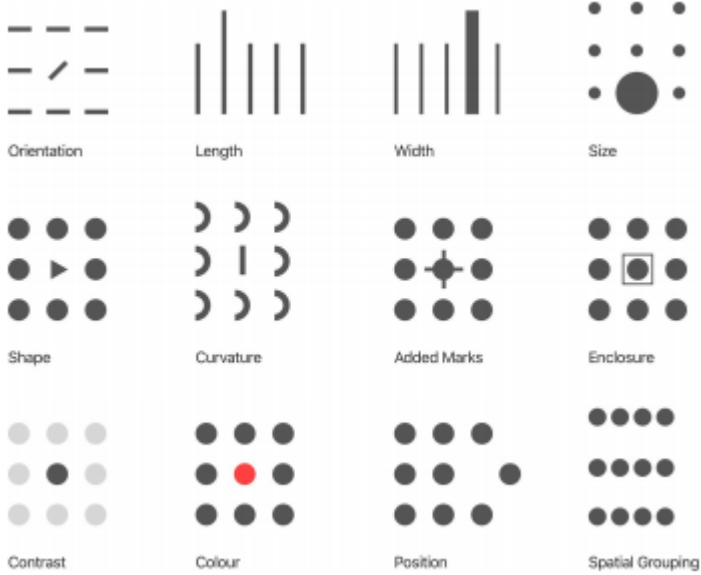 Orientation
Length
Width
Size
Shape
Curvature
Added Marks
Enclosure
Contrast
Colour
Position
Spatial Grouping